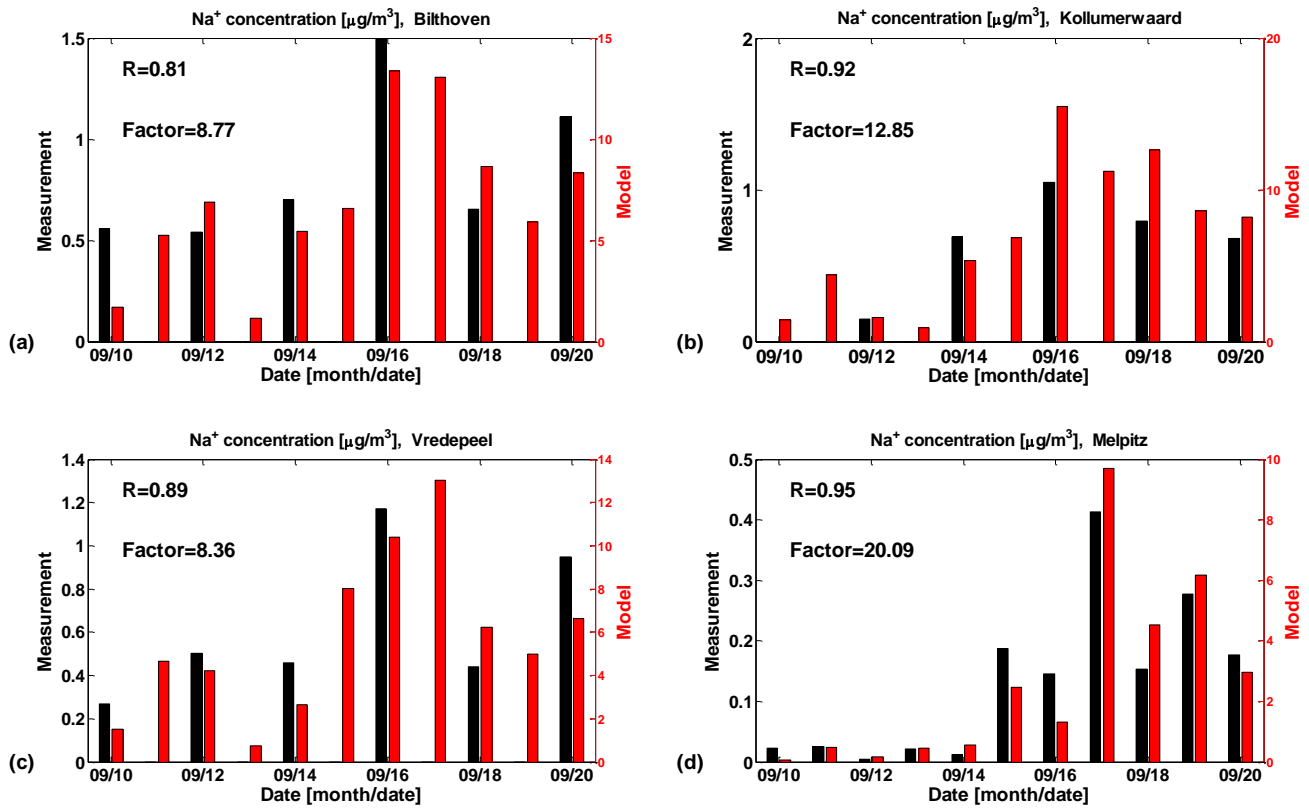 Na+ concentration [μg/m3], Bilthoven
R=0.81
Factor=8.77
Measurement
1.5
1
0.5
0
15
10
5
0
Model
(a)
09/10 09/12 09/14 09/16 09/18 09/20
Date [month/date]
Na+ concentration [μg/m3], Kollumerwaard
R=0.92
Factor=12.85
Measurement
2
1
0
20
10
0
Model
(b)
09/10 09/12 09/14 09/16 09/18 09/20
Date [month/date]
Na+ concentration [μg/m3], Vredepeel
R=0.89
Factor=8.36
Measurement
1.4
1.2
1
0.8
0.6
0.4
0.2
0
14
12
10
8
6
4
2
0
Model
(c)
09/10 09/12 09/14 09/16 09/18 09/20
Date [month/date]
Na+ concentration [μg/m3], Melpitz
R=0.95
Factor=20.09
Measurement
0.5
0.4
0.3
0.2
0.1
0
10
8
6
4
2
0
Model
(d)
09/10 09/12 09/14 09/16 09/18 09/20
Date [month/date]